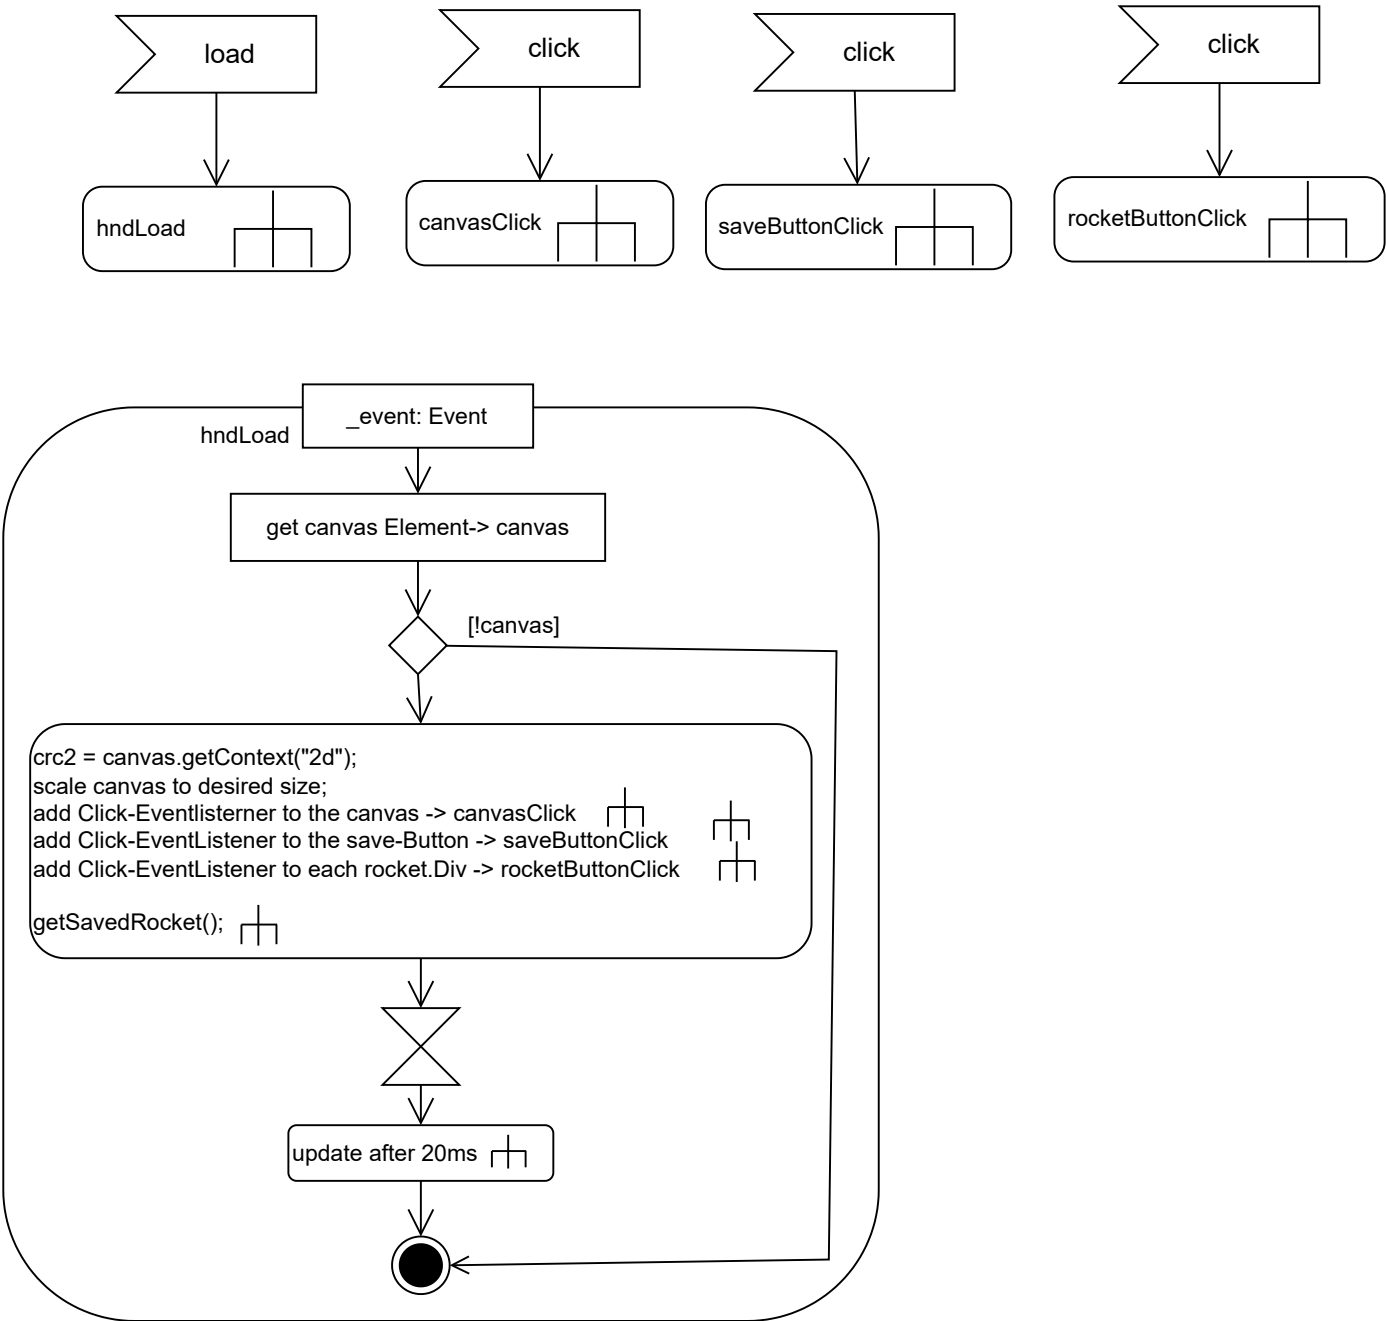 load
click
click
click
hndLoad
canvasClick
saveButtonClick
rocketButtonClick
_event: Event
hndLoad
get canvas Element-> canvas
[!canvas]
crc2 = canvas.getContext("2d");
scale canvas to desired size;
add Click-Eventlisterner to the canvas -> canvasClick
add Click-EventListener to the save-Button -> saveButtonClick
add Click-EventListener to each rocket.Div -> rocketButtonClick
getSavedRocket();
update after 20ms